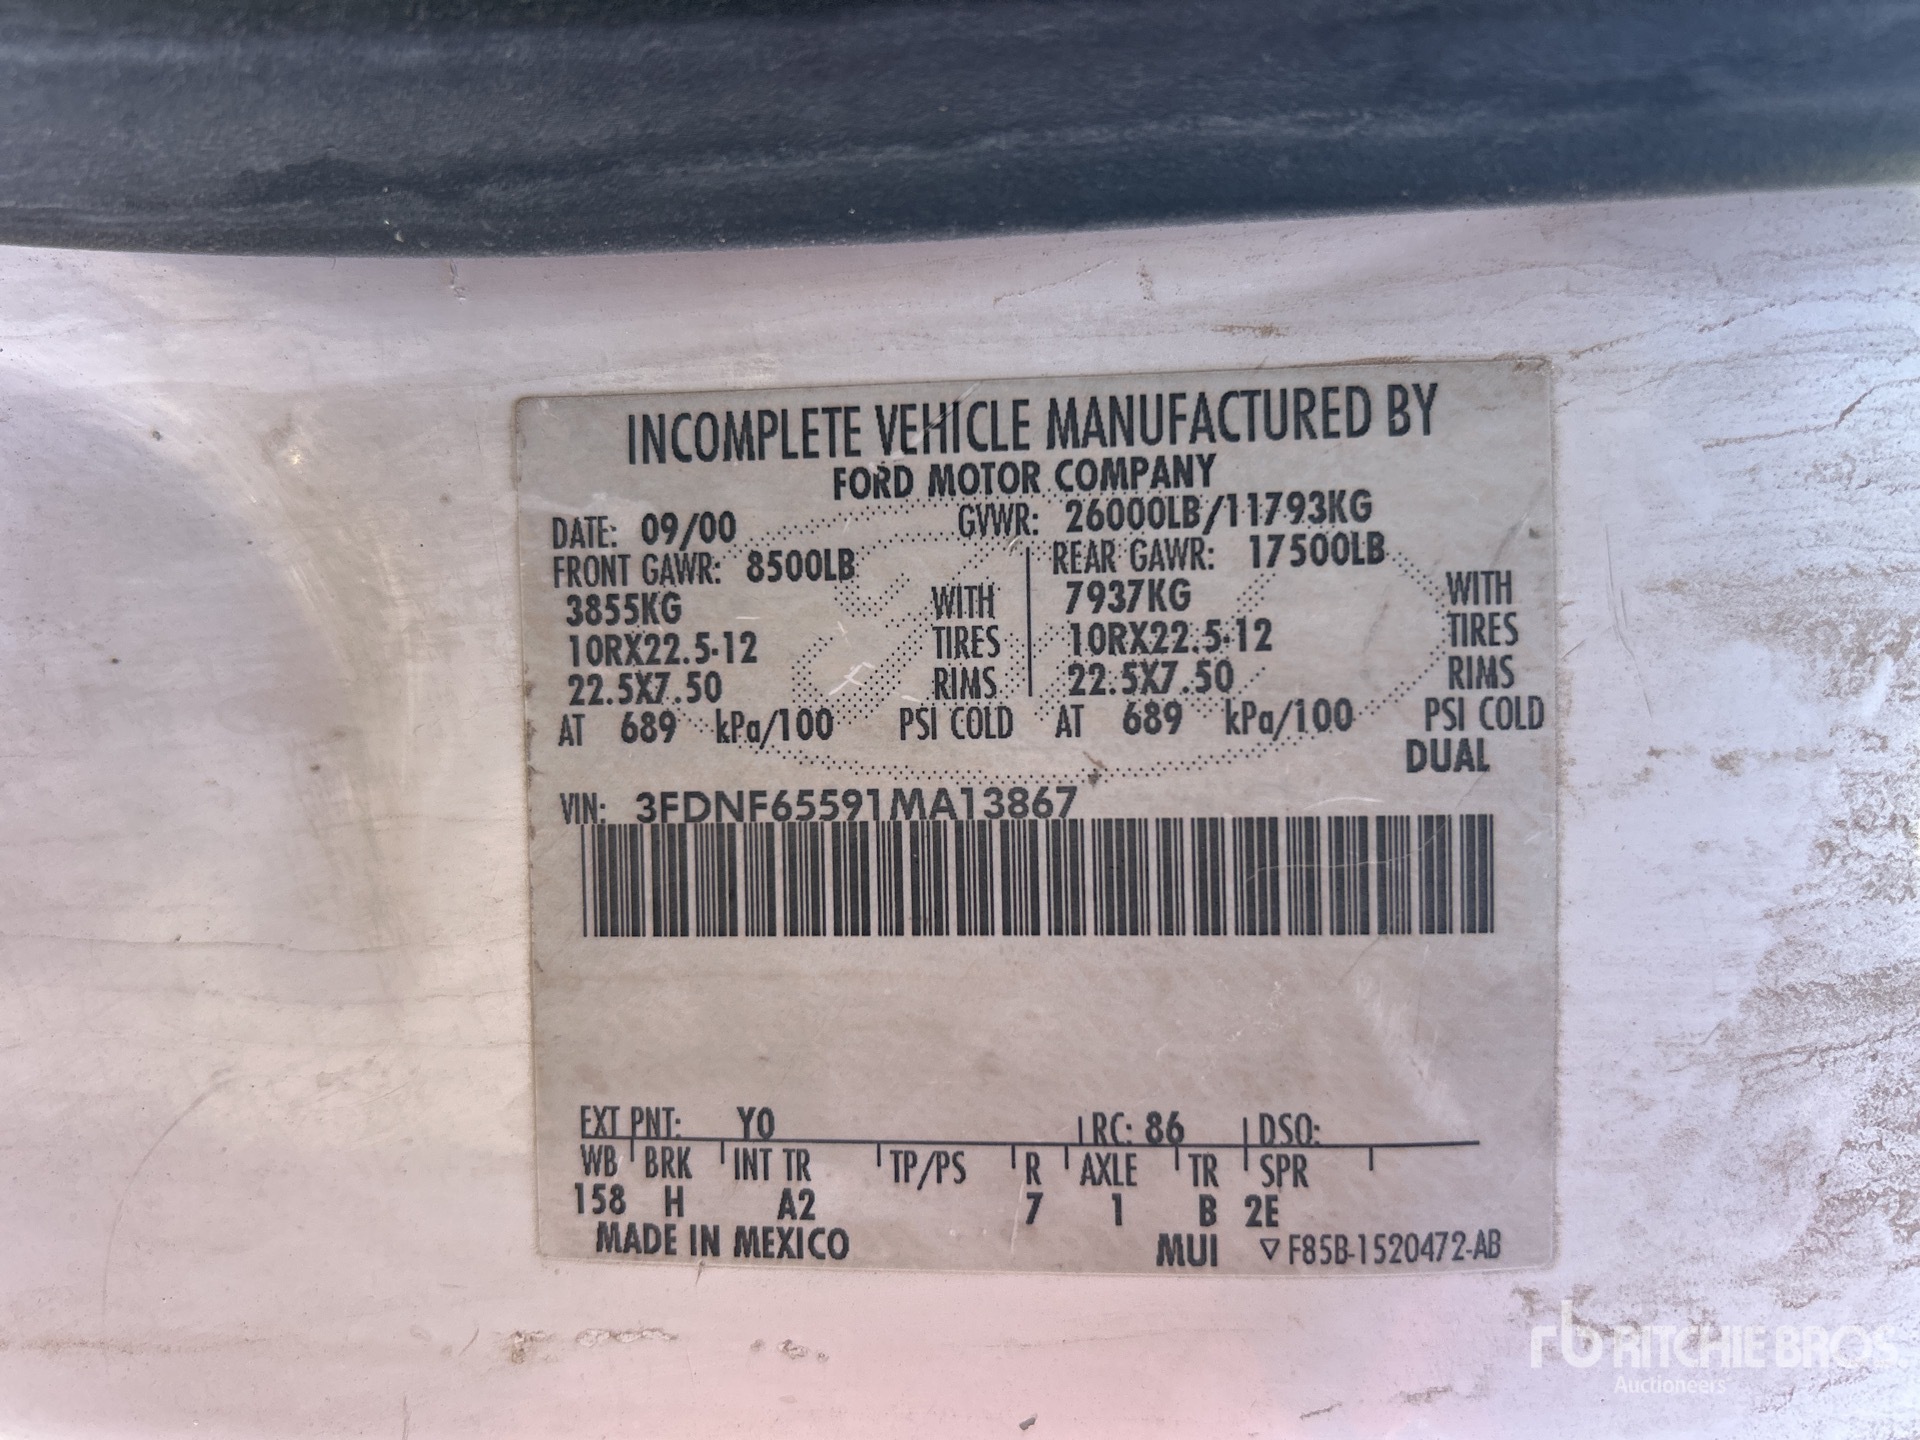 INCOMPLETE VEHICLE MANUFACTURED BY
FORD MOTOR COMPANY
DATE: 09/00 GVWR: 26000LB/11793KG
FRONT GAWR: 8500LB REAR GAWR: 17500LB
3855KG WITH 7937KG WITH
10RX22.5-12 TIRES 10RX22.5-12 TIRES
22.5X7.50 RIMS 22.5X7.50 RIMS
AT 689 kPa/100 PSI COLD AT 689 kPa/100 PSI COLD
DUAL
VIN: 3FDNF65591MA13867
EXT PNT: Y0 RC: 86 DSO:
WB BRK INT TR TP/PS R AXLE TR SPR
158 H A2 7 1 B 2E
MADE IN MEXICO MUI ▽ F85B-1520472-AB
rb RITCHIE BROS.
Auctioneers